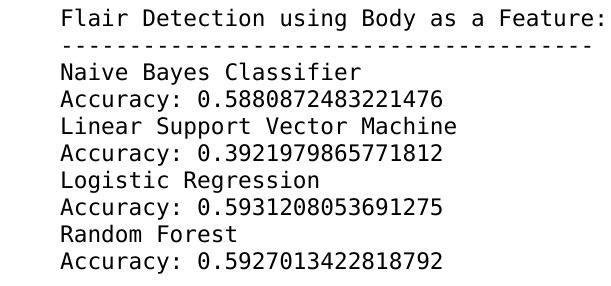 Flair Detection using Body as a Feature:
---------------------------------------
Naive Bayes Classifier
Accuracy: 0.5880872483221476
Linear Support Vector Machine
Accuracy: 0.3921979865771812
Logistic Regression
Accuracy: 0.5931208053691275
Random Forest
Accuracy: 0.5927013422818792